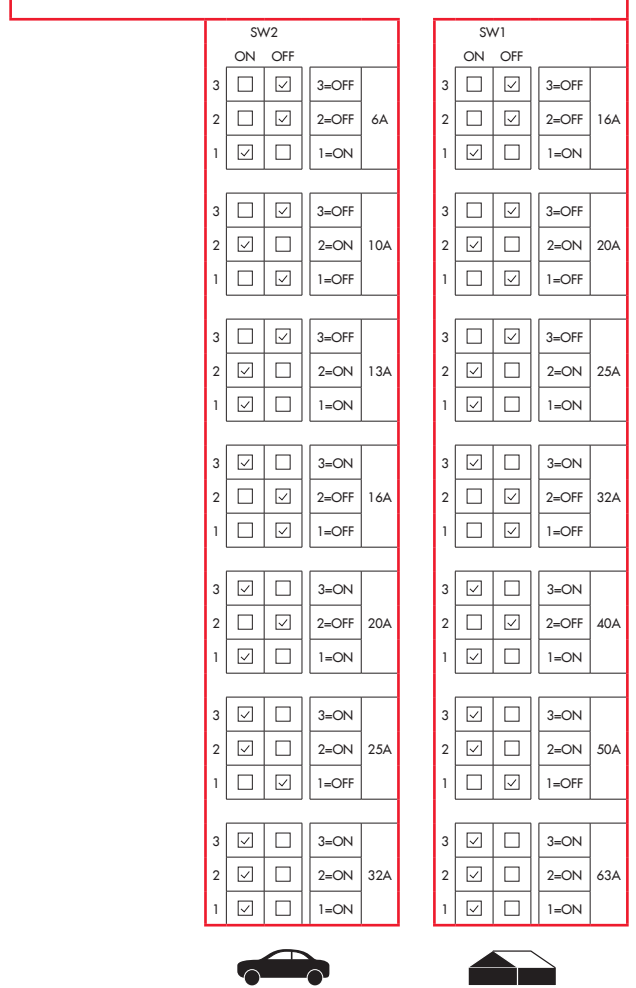 SW2
ON OFF
3 3=OFF
2 2=OFF 6A
1 1=ON
3 3=OFF
2 2=ON 10A
1 1=OFF
3 3=OFF
2 2=ON 13A
1 1=ON
3 3=ON
2 2=OFF 16A
1 1=OFF
3 3=ON
2 2=OFF 20A
1 1=ON
3 3=ON
2 2=ON 25A
1 1=OFF
3 3=ON
2 2=ON 32A
1 1=ON
SW1
ON OFF
3 3=OFF
2 2=OFF 16A
1 1=ON
3 3=OFF
2 2=ON 20A
1 1=OFF
3 3=OFF
2 2=ON 25A
1 1=ON
3 3=ON
2 2=OFF 32A
1 1=OFF
3 3=ON
2 2=OFF 40A
1 1=ON
3 3=ON
2 2=ON 50A
1 1=OFF
3 3=ON
2 2=ON 63A
1 1=ON